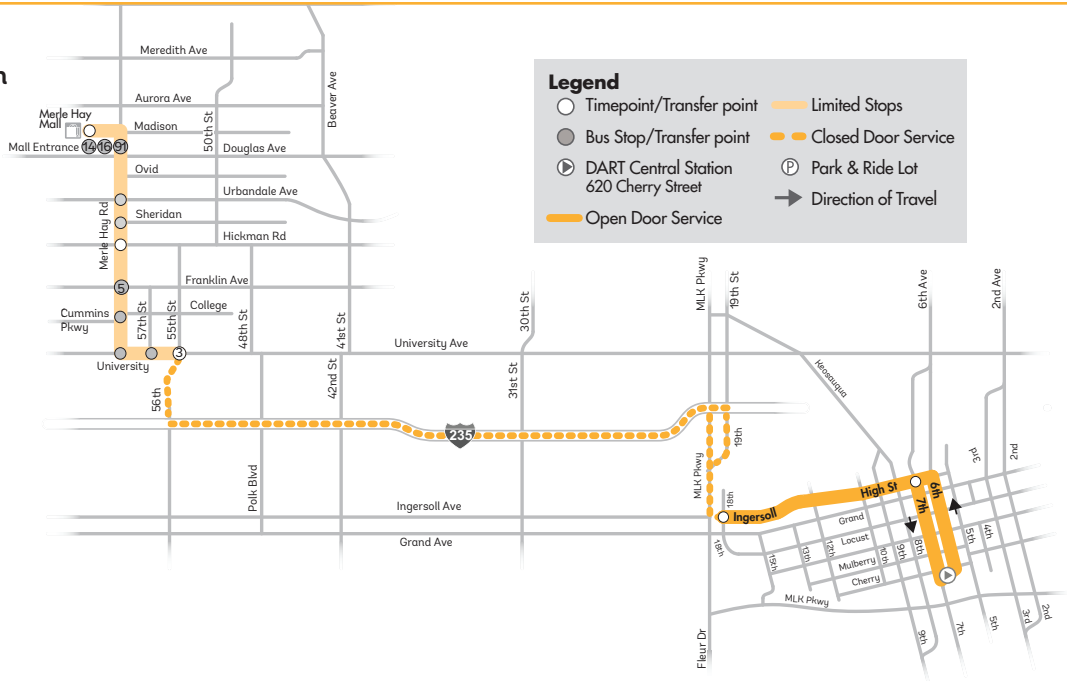 n
Meredith Ave
Aurora Ave
Merle Hay
Mall
Madison
Mall Entrance
14
16
91
Douglas Ave
50th St
Beaver Ave
Ovid
Urbandale Ave
Sheridan
Merle Hay Rd
Hickman Rd
5
Franklin Ave
Cummins
Pkwy
College
57th St
55th St
48th St
41st St
30th St
3
University Ave
University
56th
42nd St
31st St
235
Polk Blvd
Ingersoll Ave
Grand Ave
Legend
Timepoint/Transfer point
Limited Stops
Bus Stop/Transfer point
Closed Door Service
DART Central Station
620 Cherry Street
P
Park & Ride Lot
Direction of Travel
Open Door Service
MLK Pkwy
19th St
6th Ave
2nd Ave
Keosauqua
19th
MLK Pkwy
18th
Ingersoll
High St
7th
6th
3rd
2nd
Grand
Locust
Mulberry
Cherry
18th
15th
13th
12th
10th
9th
8th
5th
4th
MLK Pkwy
Fleur Dr
9th
7th
5th
3rd
2nd